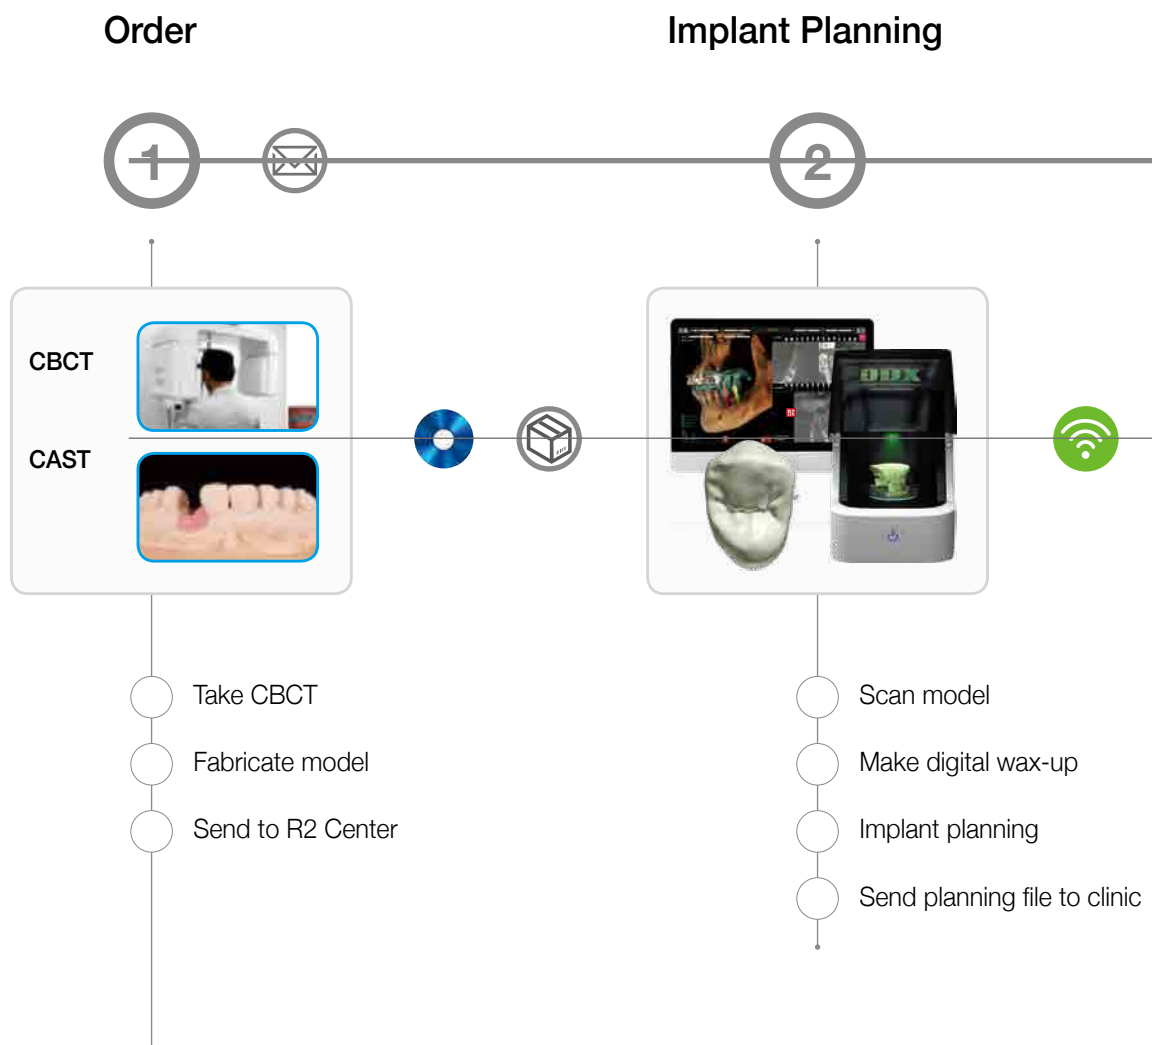 Order
Implant Planning
1
2
CBCT
CAST
DDX
Take CBCT
Fabricate model
Send to R2 Center
Scan model
Make digital wax-up
Implant planning
Send planning file to clinic